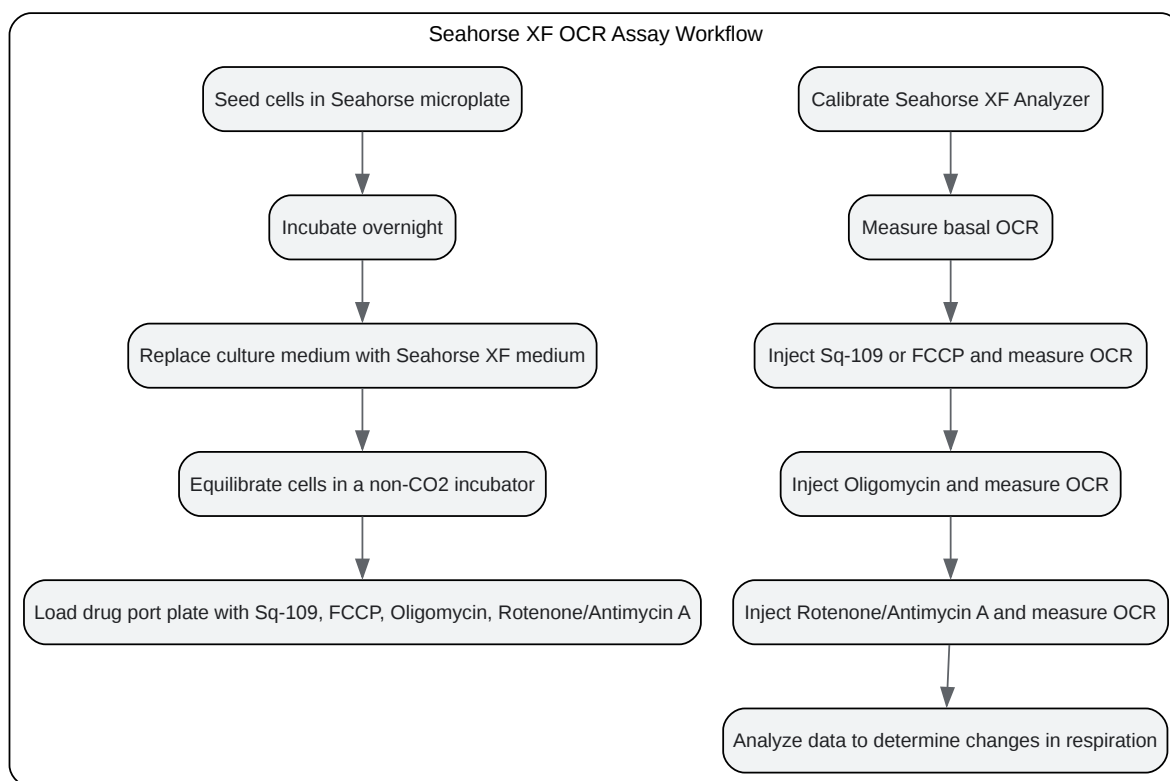 Seahorse XF OCR Assay Workflow
Seed cells in Seahorse microplate
Incubate overnight
Replace culture medium with Seahorse XF medium
Equilibrate cells in a non-CO2 incubator
Load drug port plate with Sq-109, FCCP, Oligomycin, Rotenone/Antimycin A
Calibrate Seahorse XF Analyzer
Measure basal OCR
Inject Sq-109 or FCCP and measure OCR
Inject Oligomycin and measure OCR
Inject Rotenone/Antimycin A and measure OCR
Analyze data to determine changes in respiration